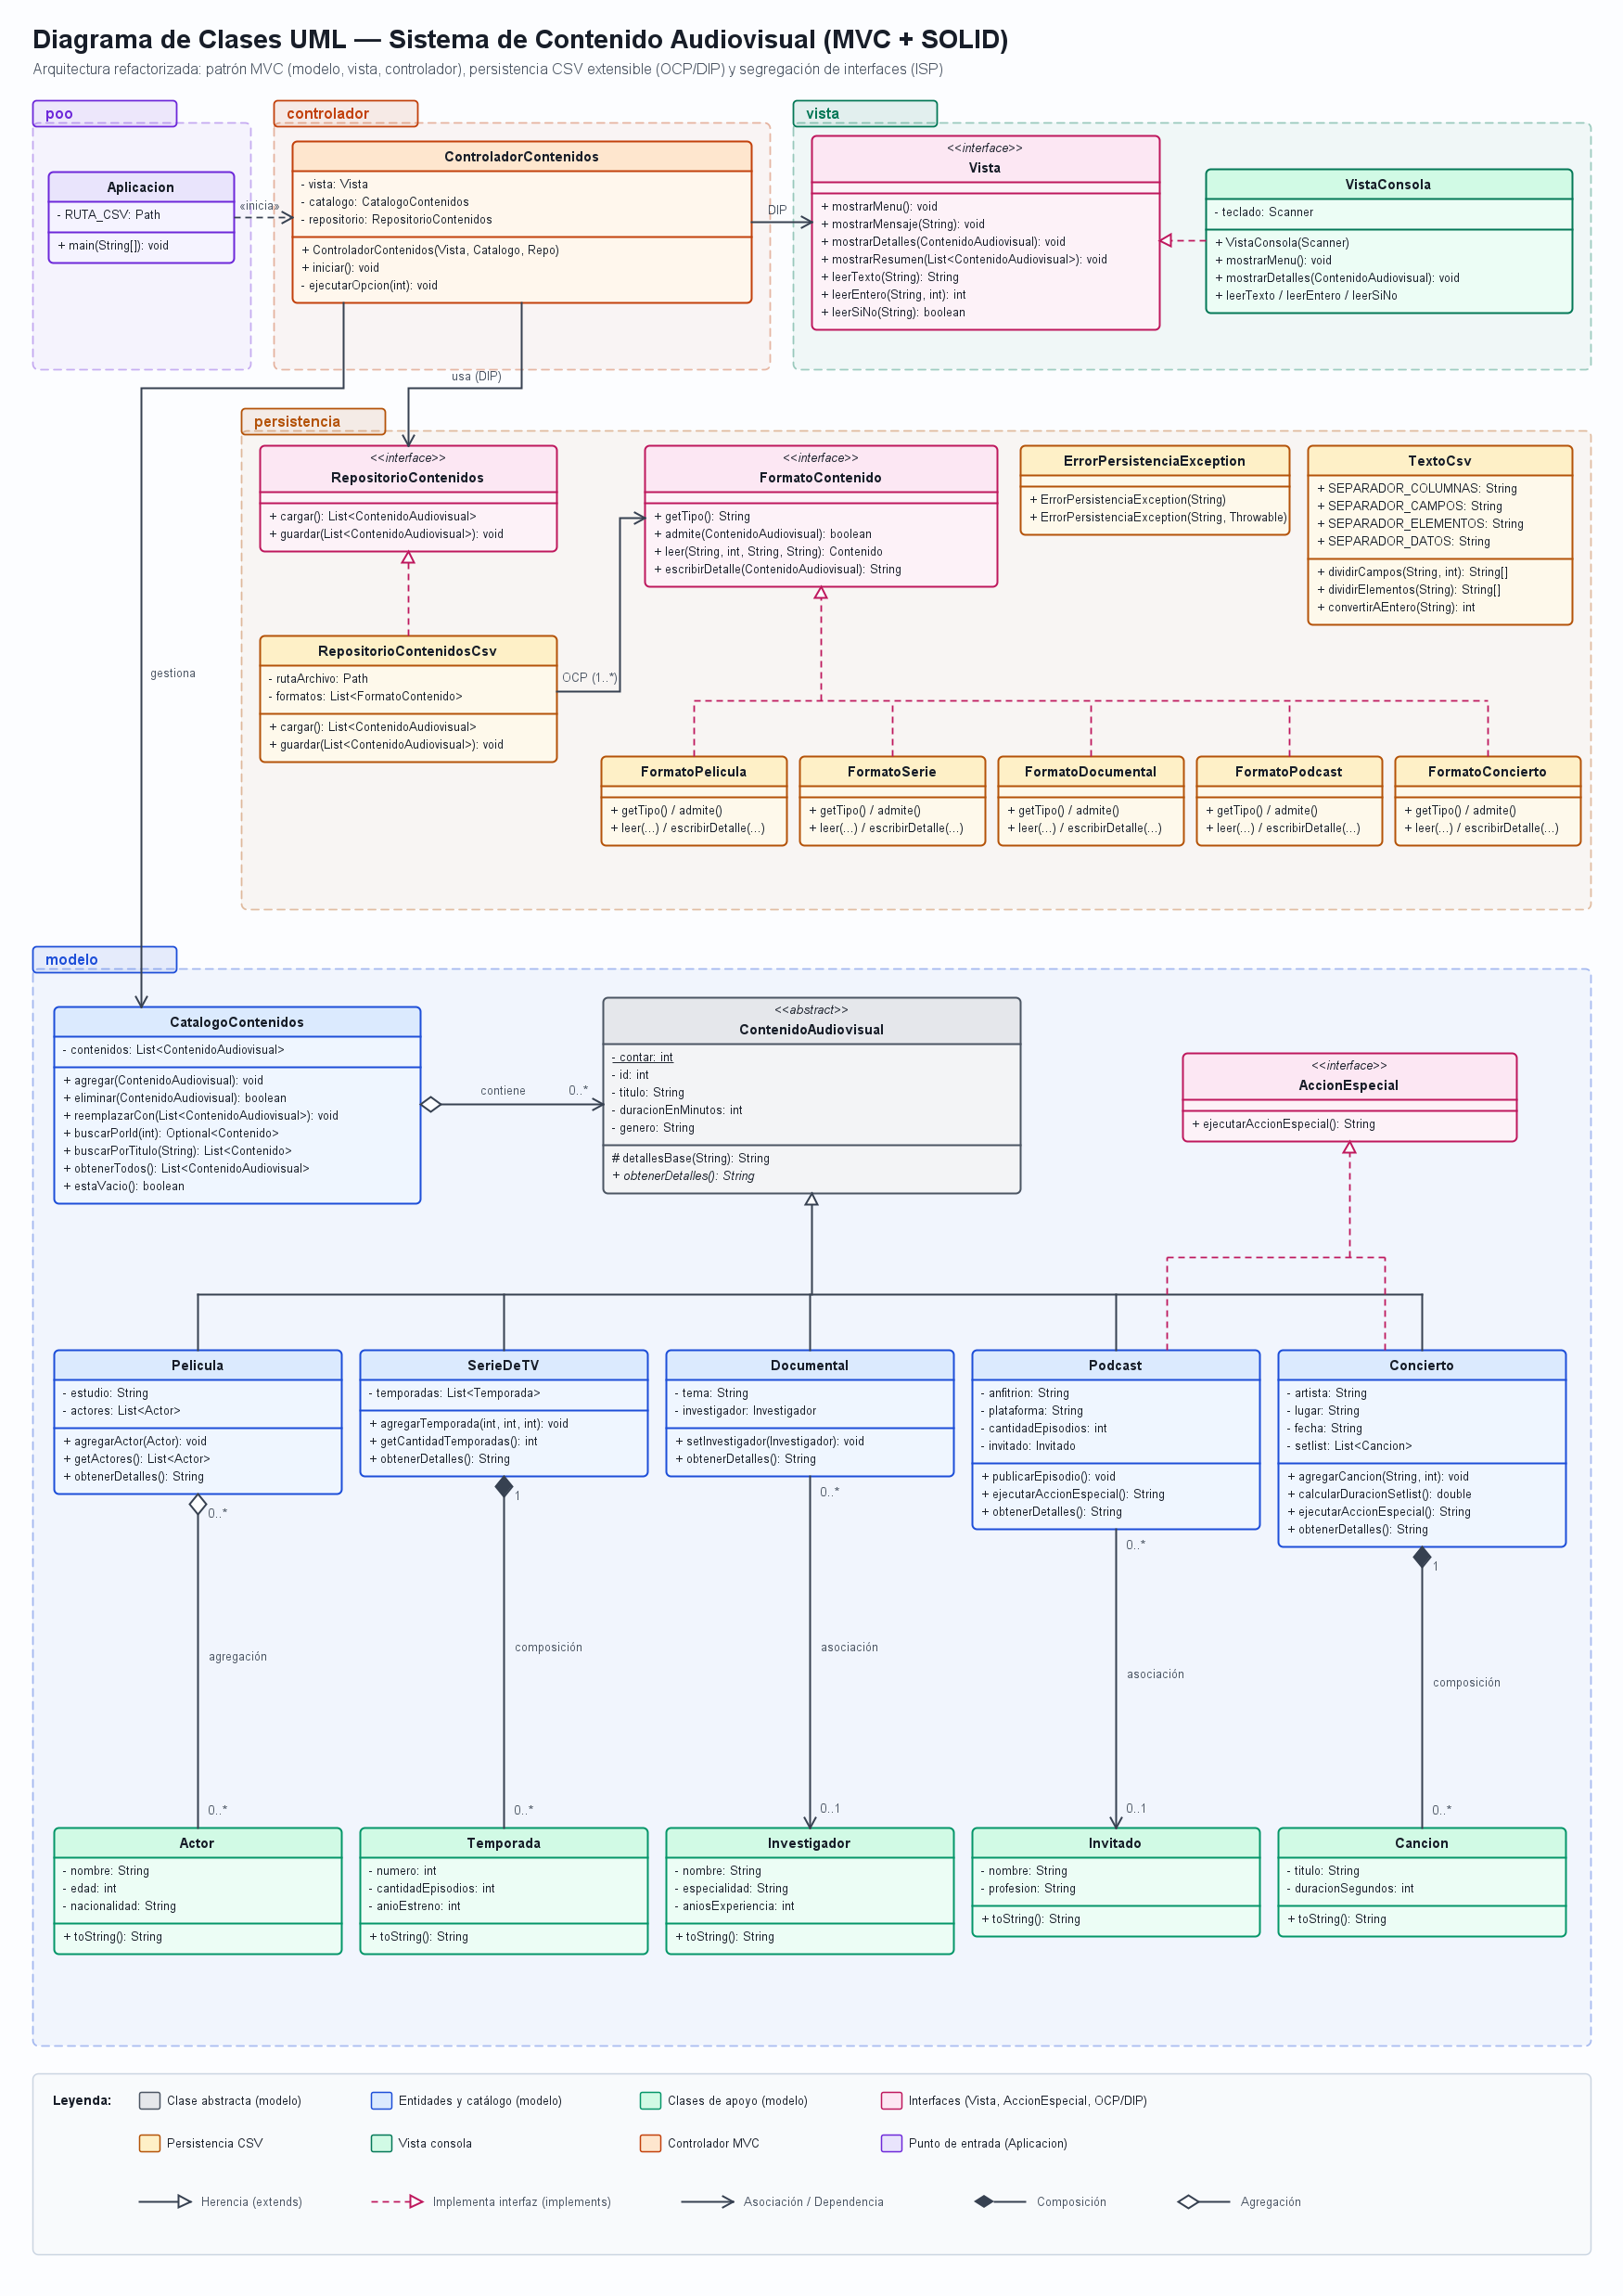 Diagrama de Clases UML — Sistema de Contenido Audiovisual (MVC + SOLID)
Arquitectura refactorizada: patrón MVC (modelo, vista, controlador), persistencia CSV extensible (OCP/DIP) y segregación de interfaces (ISP)
poo
Aplicacion
- RUTA_CSV: Path
+ main(String[]): void
«inicia»
controlador
ControladorContenidos
- vista: Vista
- catalogo: CatalogoContenidos
- repositorio: RepositorioContenidos
+ ControladorContenidos(Vista, Catalogo, Repo)
+ iniciar(): void
- ejecutarOpcion(int): void
DIP
vista
<<interface>>
Vista
+ mostrarMenu(): void
+ mostrarMensaje(String): void
+ mostrarDetalles(ContenidoAudiovisual): void
+ mostrarResumen(List<ContenidoAudiovisual>): void
+ leerTexto(String): String
+ leerEntero(String, int): int
+ leerSiNo(String): boolean
VistaConsola
- teclado: Scanner
+ VistaConsola(Scanner)
+ mostrarMenu(): void
+ mostrarDetalles(ContenidoAudiovisual): void
+ leerTexto / leerEntero / leerSiNo
usa (DIP)
gestiona
persistencia
<<interface>>
RepositorioContenidos
+ cargar(): List<ContenidoAudiovisual>
+ guardar(List<ContenidoAudiovisual>): void
<<interface>>
FormatoContenido
+ getTipo(): String
+ admite(ContenidoAudiovisual): boolean
+ leer(String, int, String, String): Contenido
+ escribirDetalle(ContenidoAudiovisual): String
ErrorPersistenciaException
+ ErrorPersistenciaException(String)
+ ErrorPersistenciaException(String, Throwable)
TextoCsv
+ SEPARADOR_COLUMNAS: String
+ SEPARADOR_CAMPOS: String
+ SEPARADOR_ELEMENTOS: String
+ SEPARADOR_DATOS: String
+ dividirCampos(String, int): String[]
+ dividirElementos(String): String[]
+ convertirAEntero(String): int
RepositorioContenidosCsv
- rutaArchivo: Path
- formatos: List<FormatoContenido>
+ cargar(): List<ContenidoAudiovisual>
+ guardar(List<ContenidoAudiovisual>): void
OCP (1..*)
FormatoPelicula
+ getTipo() / admite()
+ leer(...) / escribirDetalle(...)
FormatoSerie
+ getTipo() / admite()
+ leer(...) / escribirDetalle(...)
FormatoDocumental
+ getTipo() / admite()
+ leer(...) / escribirDetalle(...)
FormatoPodcast
+ getTipo() / admite()
+ leer(...) / escribirDetalle(...)
FormatoConcierto
+ getTipo() / admite()
+ leer(...) / escribirDetalle(...)
modelo
CatalogoContenidos
- contenidos: List<ContenidoAudiovisual>
+ agregar(ContenidoAudiovisual): void
+ eliminar(ContenidoAudiovisual): boolean
+ reemplazarCon(List<ContenidoAudiovisual>): void
+ buscarPorId(int): Optional<Contenido>
+ buscarPorTitulo(String): List<Contenido>
+ obtenerTodos(): List<ContenidoAudiovisual>
+ estaVacio(): boolean
contiene
0..*
<<abstract>>
ContenidoAudiovisual
- contar: int
- id: int
- titulo: String
- duracionEnMinutos: int
- genero: String
# detallesBase(String): String
+ obtenerDetalles(): String
<<interface>>
AccionEspecial
+ ejecutarAccionEspecial(): String
Pelicula
- estudio: String
- actores: List<Actor>
+ agregarActor(Actor): void
+ getActores(): List<Actor>
+ obtenerDetalles(): String
SerieDeTV
- temporadas: List<Temporada>
+ agregarTemporada(int, int, int): void
+ getCantidadTemporadas(): int
+ obtenerDetalles(): String
Documental
- tema: String
- investigador: Investigador
+ setInvestigador(Investigador): void
+ obtenerDetalles(): String
Podcast
- anfitrion: String
- plataforma: String
- cantidadEpisodios: int
- invitado: Invitado
+ publicarEpisodio(): void
+ ejecutarAccionEspecial(): String
+ obtenerDetalles(): String
Concierto
- artista: String
- lugar: String
- fecha: String
- setlist: List<Cancion>
+ agregarCancion(String, int): void
+ calcularDuracionSetlist(): double
+ ejecutarAccionEspecial(): String
+ obtenerDetalles(): String
0..*
1
0..*
0..*
1
agregación
composición
asociación
asociación
composición
0..*
0..*
0..1
0..1
0..*
Actor
- nombre: String
- edad: int
- nacionalidad: String
+ toString(): String
Temporada
- numero: int
- cantidadEpisodios: int
- anioEstreno: int
+ toString(): String
Investigador
- nombre: String
- especialidad: String
- aniosExperiencia: int
+ toString(): String
Invitado
- nombre: String
- profesion: String
+ toString(): String
Cancion
- titulo: String
- duracionSegundos: int
+ toString(): String
Leyenda:
Clase abstracta (modelo)
Entidades y catálogo (modelo)
Clases de apoyo (modelo)
Interfaces (Vista, AccionEspecial, OCP/DIP)
Persistencia CSV
Vista consola
Controlador MVC
Punto de entrada (Aplicacion)
Herencia (extends)
Implementa interfaz (implements)
Asociación / Dependencia
Composición
Agregación